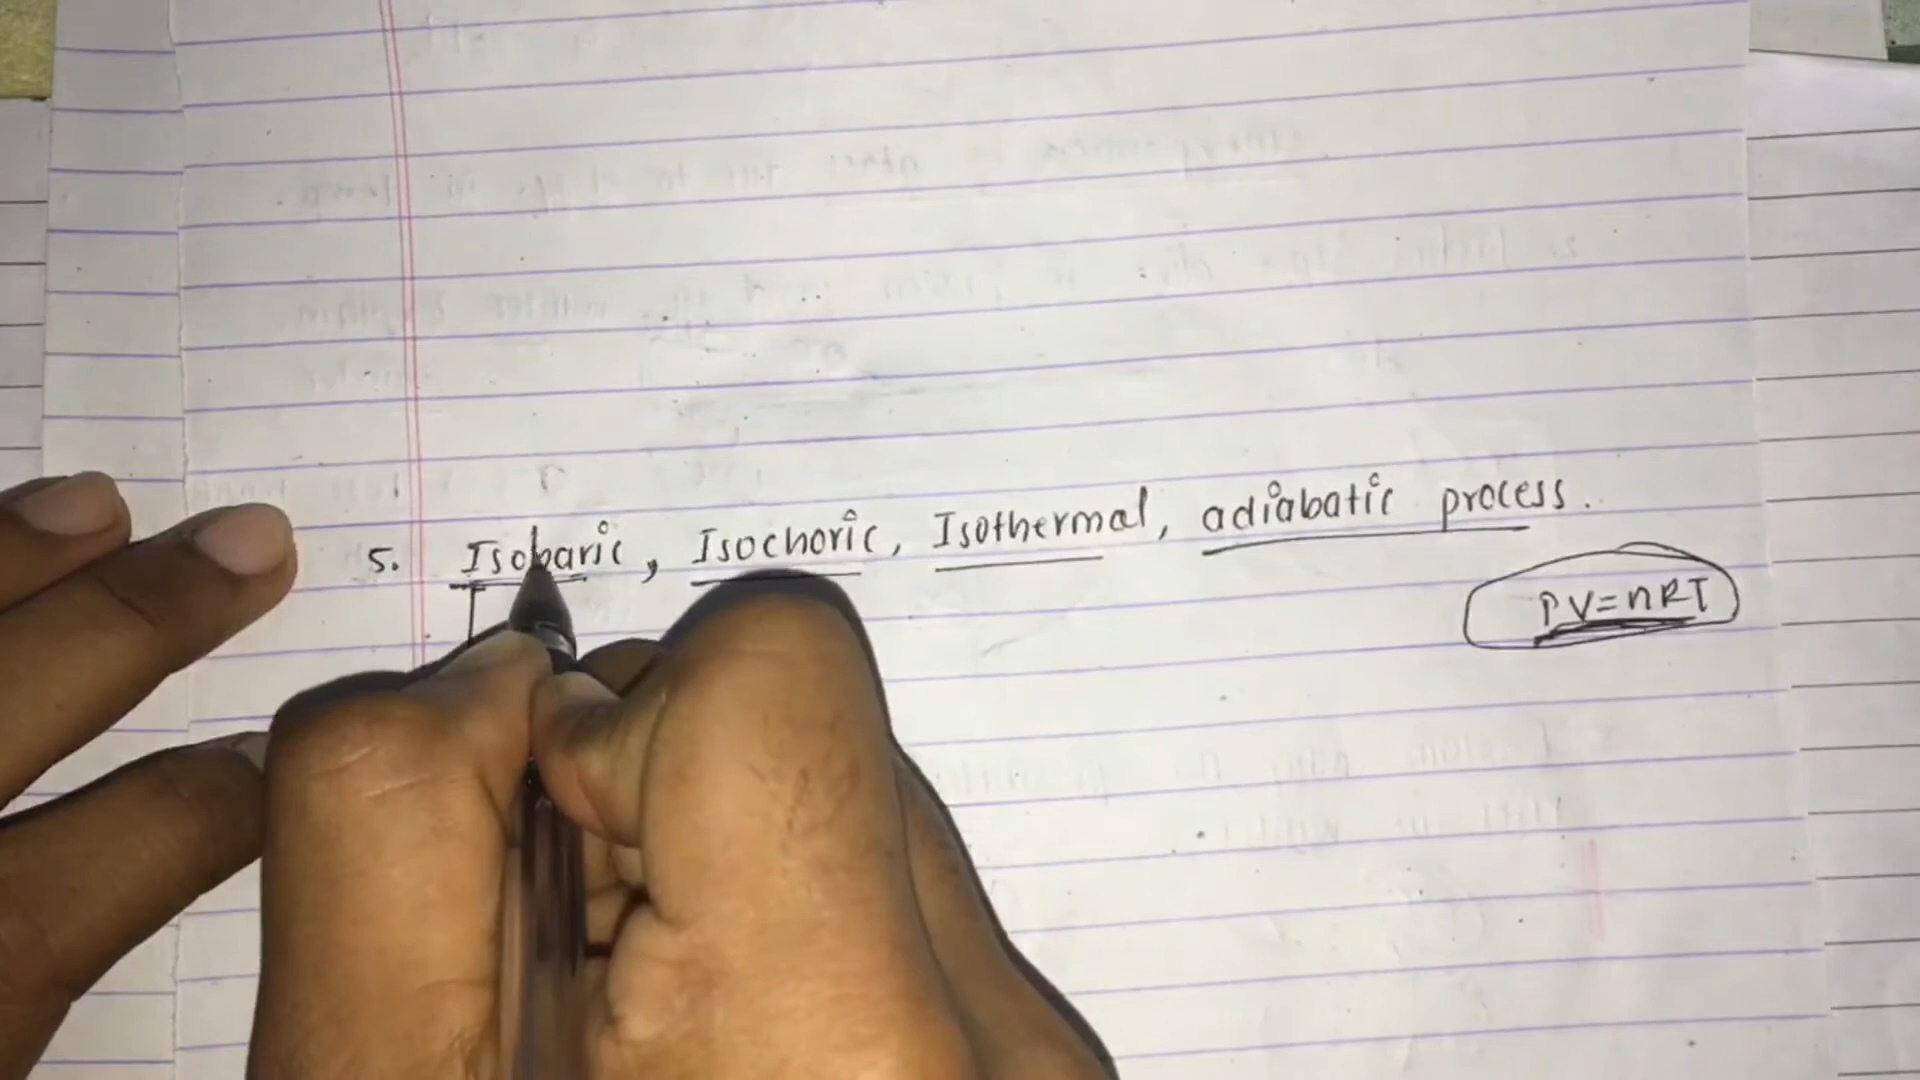 5. Isobaric, Isochoric, Isothermal, adiabatic process.
PV=nRT